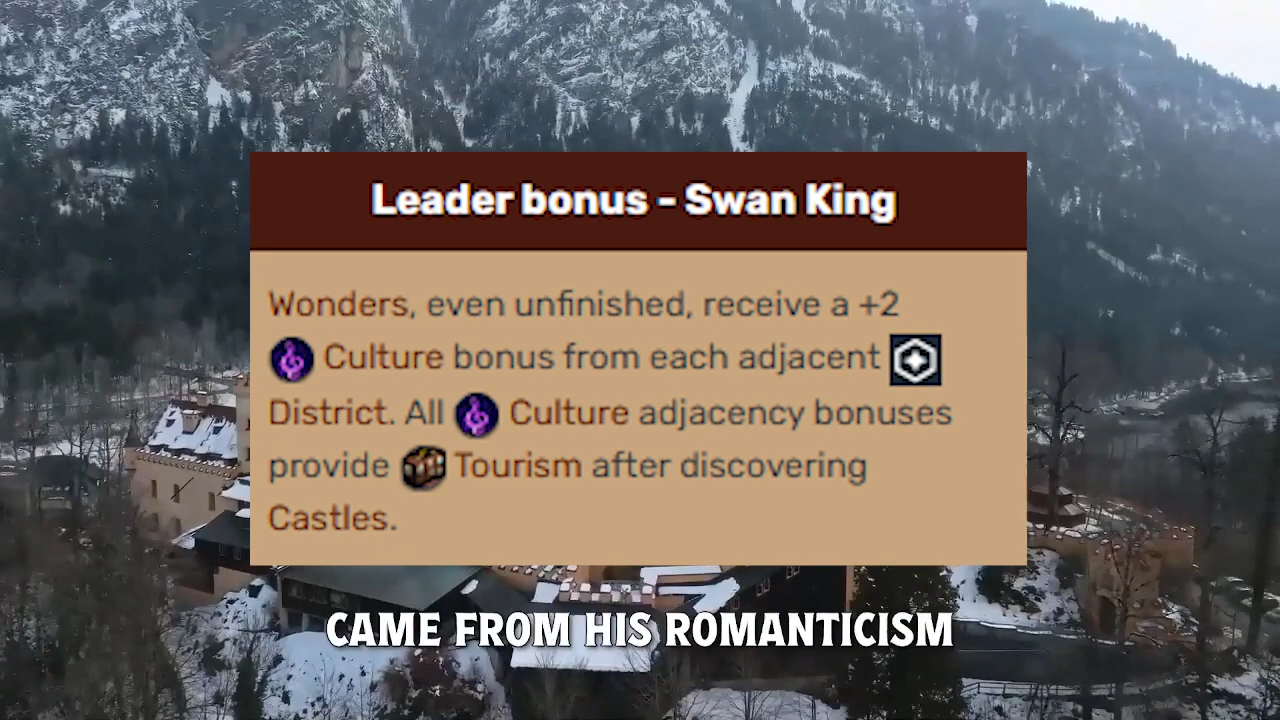 Leader bonus - Swan King
Wonders, even unfinished, receive a +2
Culture bonus from each adjacent
District. All Culture adjacency bonuses
provide Tourism after discovering
Castles.
CAME FROM HIS ROMANTICISM